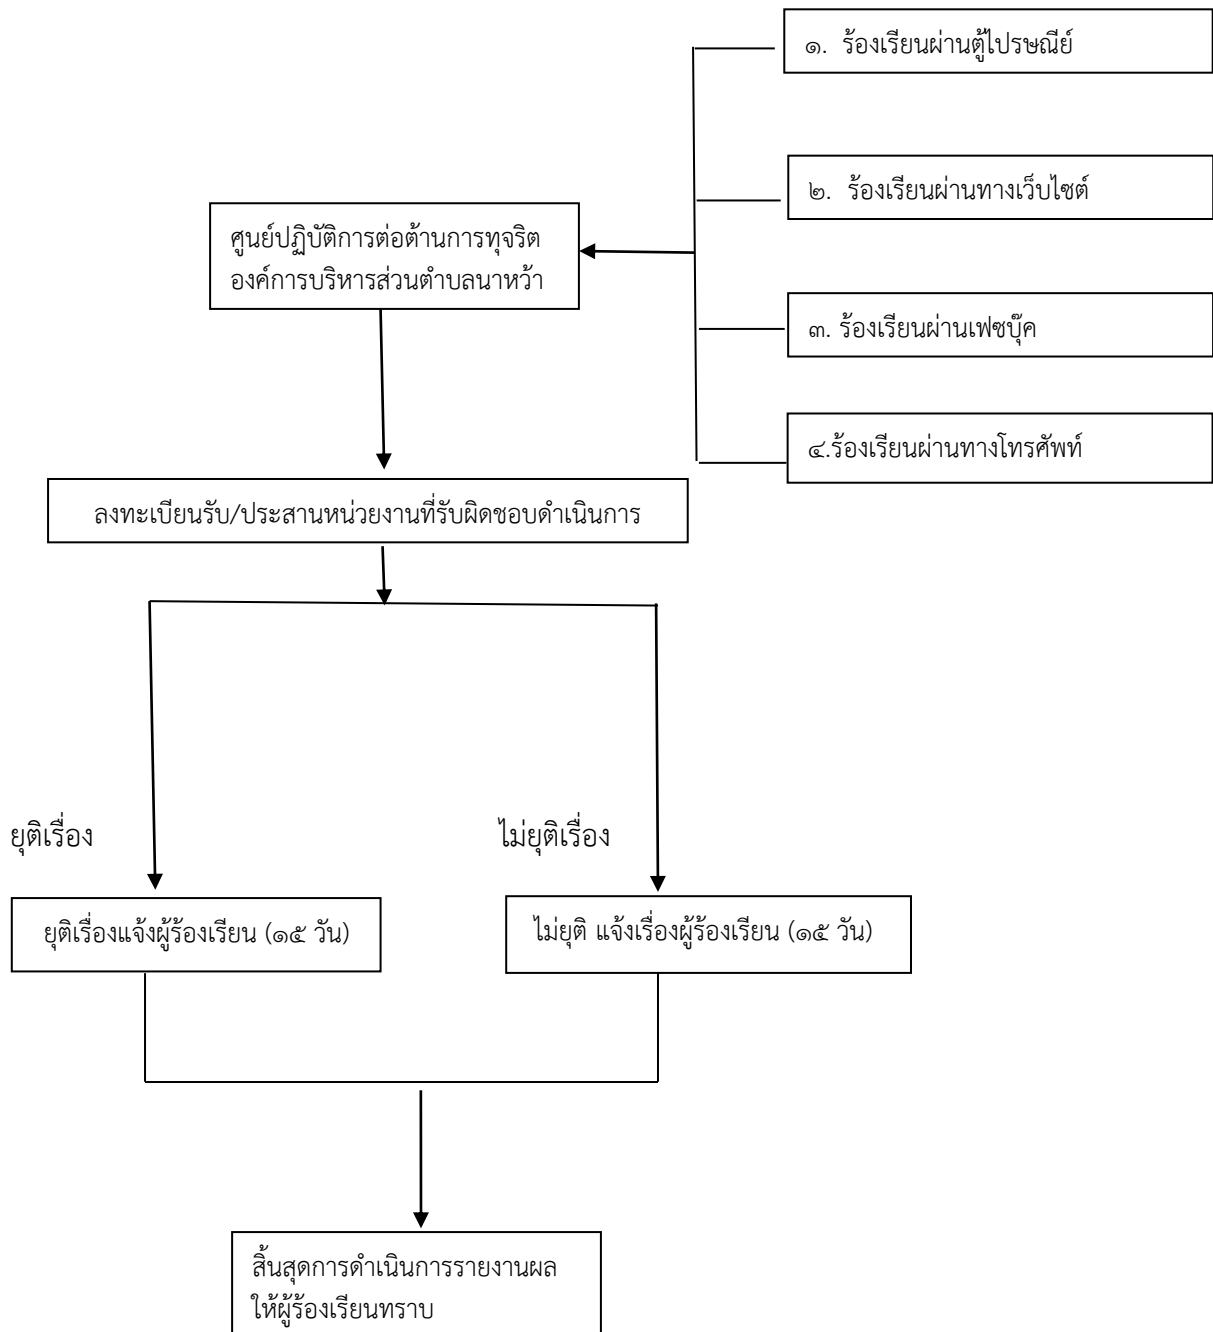 ๑. ร้องเรียนผ่านตู้ไปรษณีย์
๒. ร้องเรียนผ่านทางเว็บไซต์
ศูนย์ปฏิบัติการต่อต้านการทุจริต
องค์การบริหารส่วนตำบลนาหว้า
๓. ร้องเรียนผ่านเฟซบุ๊ค
๔.ร้องเรียนผ่านทางโทรศัพท์
ลงทะเบียนรับ/ประสานหน่วยงานที่รับผิดชอบดำเนินการ
ยุติเรื่อง
ไม่ยุติเรื่อง
ยุติเรื่องแจ้งผู้ร้องเรียน (๑๕ วัน)
ไม่ยุติ แจ้งเรื่องผู้ร้องเรียน (๑๕ วัน)
สิ้นสุดการดำเนินการรายงานผล
ให้ผู้ร้องเรียนทราบ